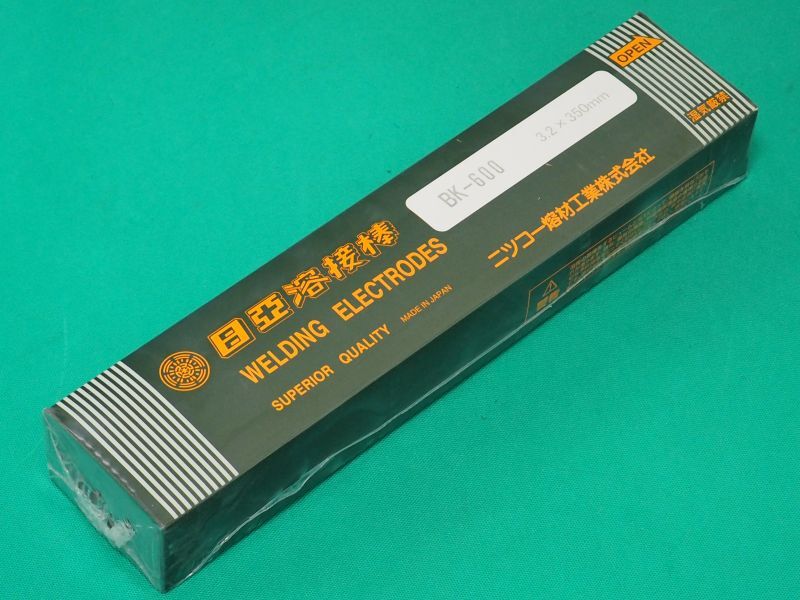 OPEN
湿気厳禁
BK-600 3.2×350mm
ニツコー熔材工業株式会社
日亞溶接棒
WELDING ELECTRODES
SUPERIOR QUALITY MADE IN JAPAN